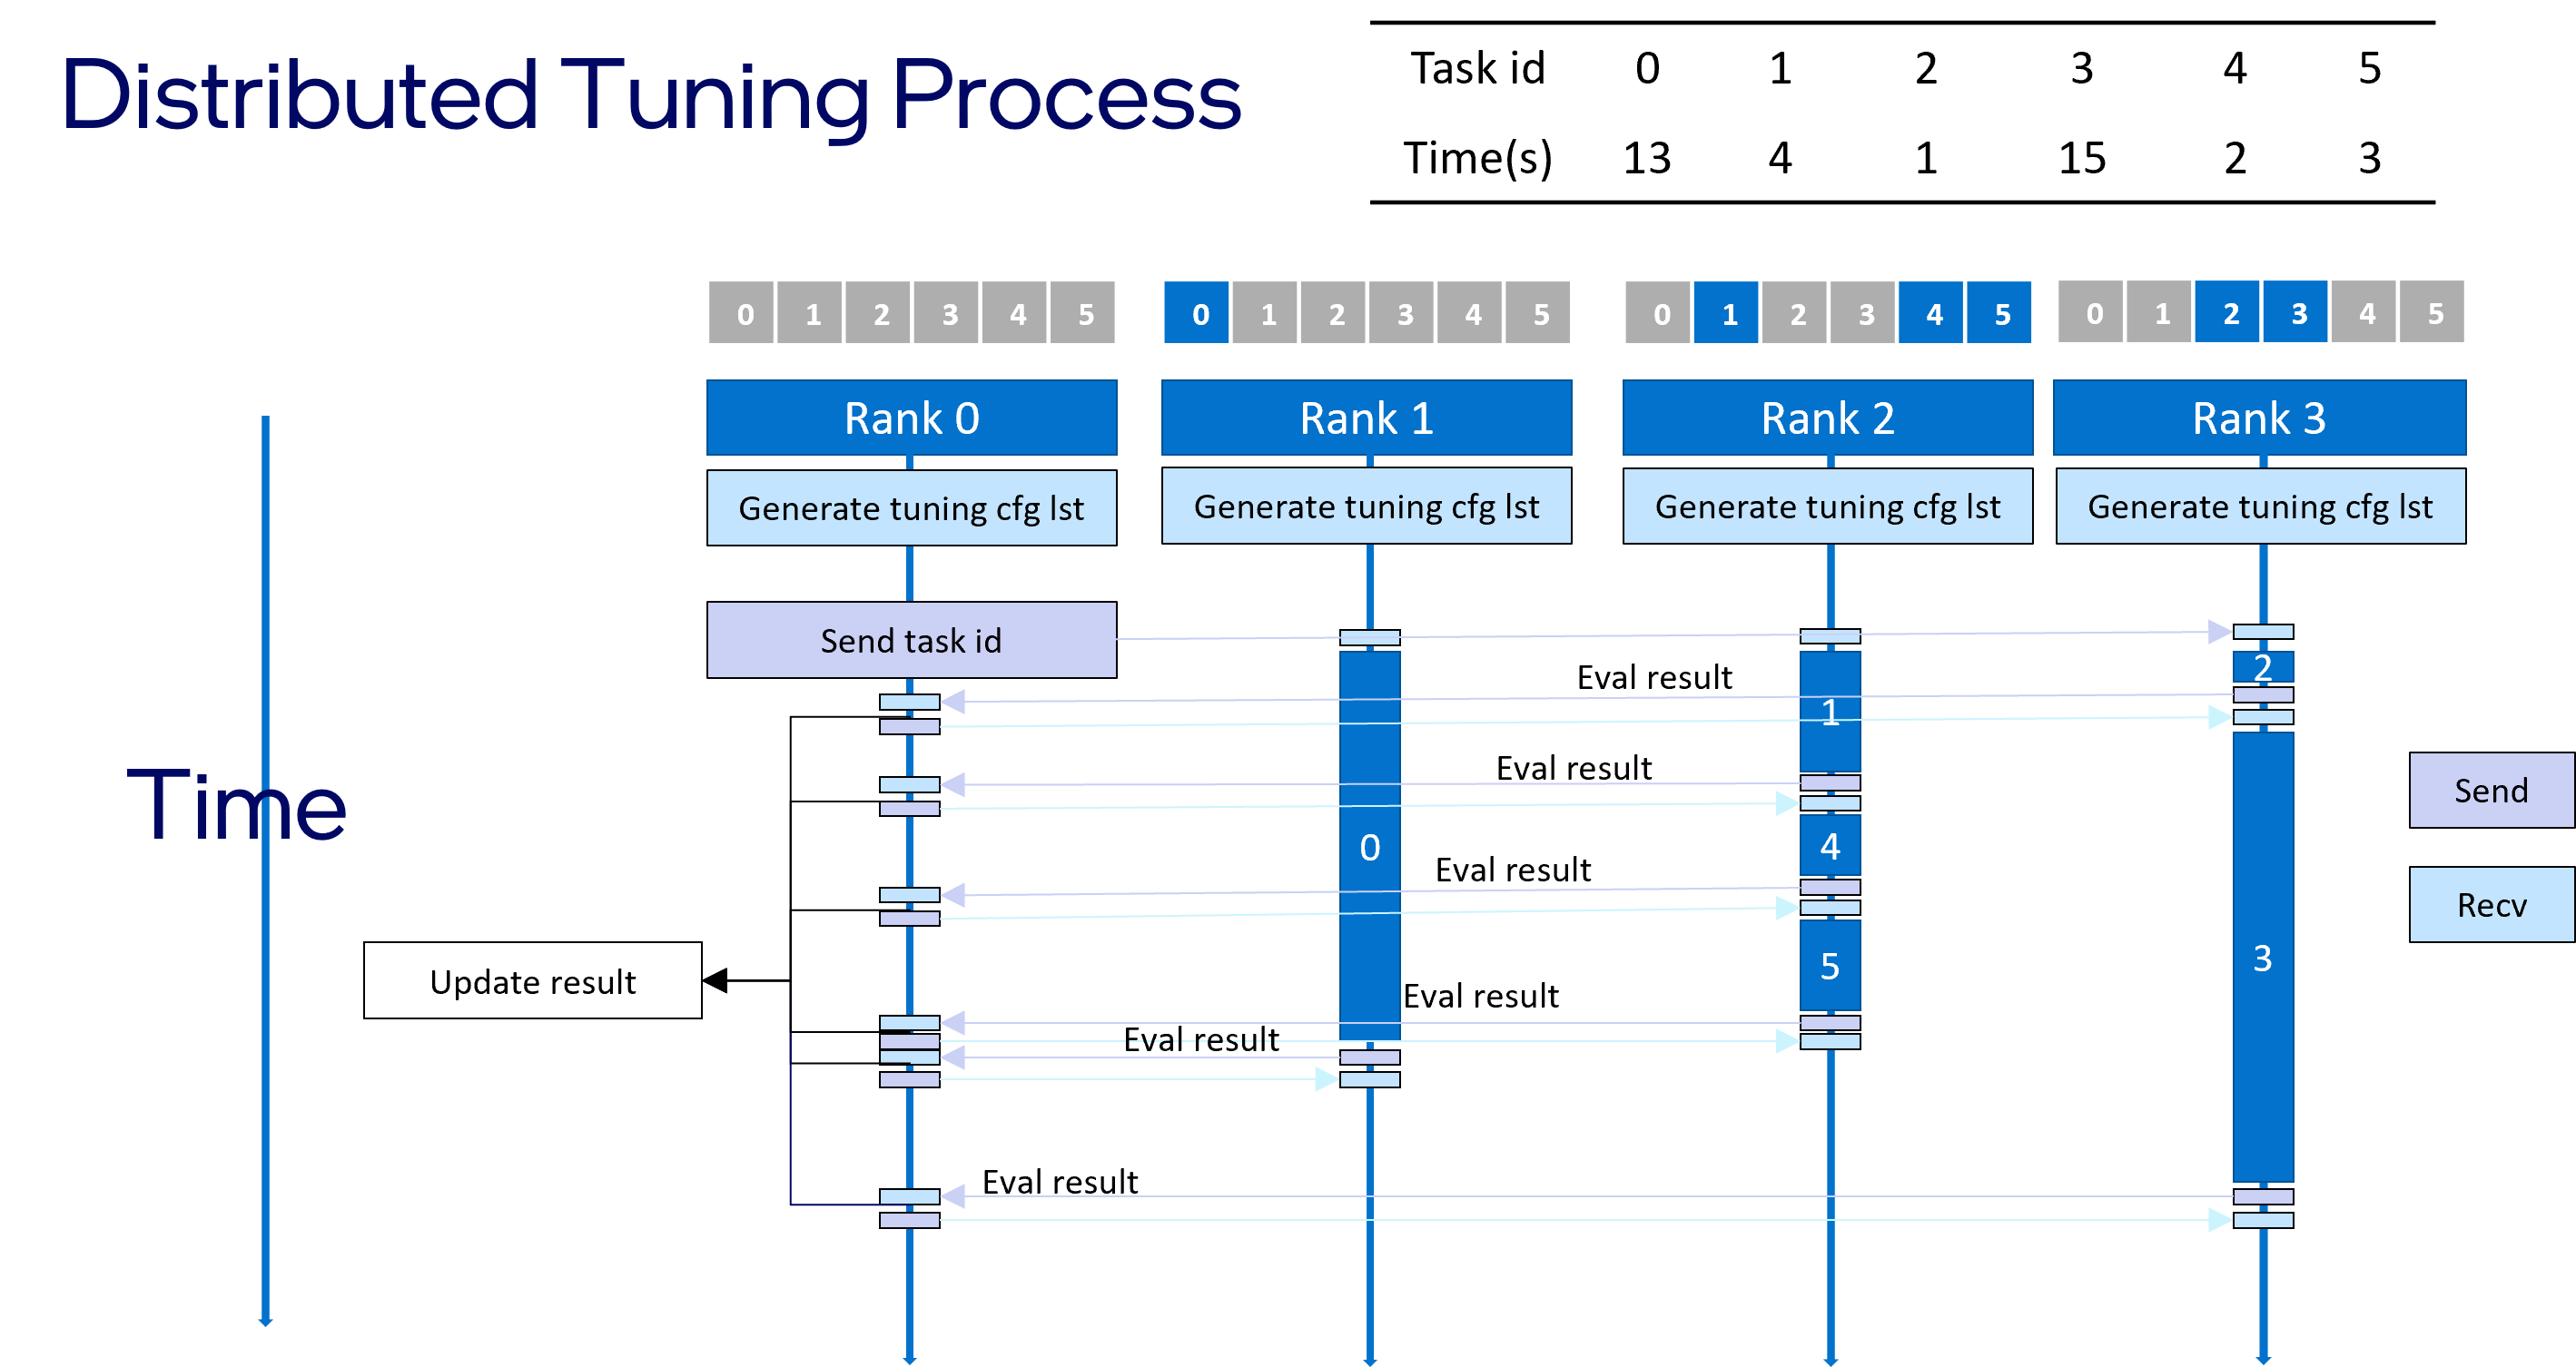 Distributed Tuning Process
Task id 0 1 2 3 4 5
Time(s) 13 4 1 15 2 3
0 1 2 3 4 5
0 1 2 3 4 5
0 1 2 3 4 5
0 1 2 3 4 5
Rank 0
Rank 1
Rank 2
Rank 3
Generate tuning cfg lst
Generate tuning cfg lst
Generate tuning cfg lst
Generate tuning cfg lst
Send task id
2
Eval result
1
Eval result
Send
Time
0
4
Eval result
Recv
5
3
Update result
Eval result
Eval result
Eval result